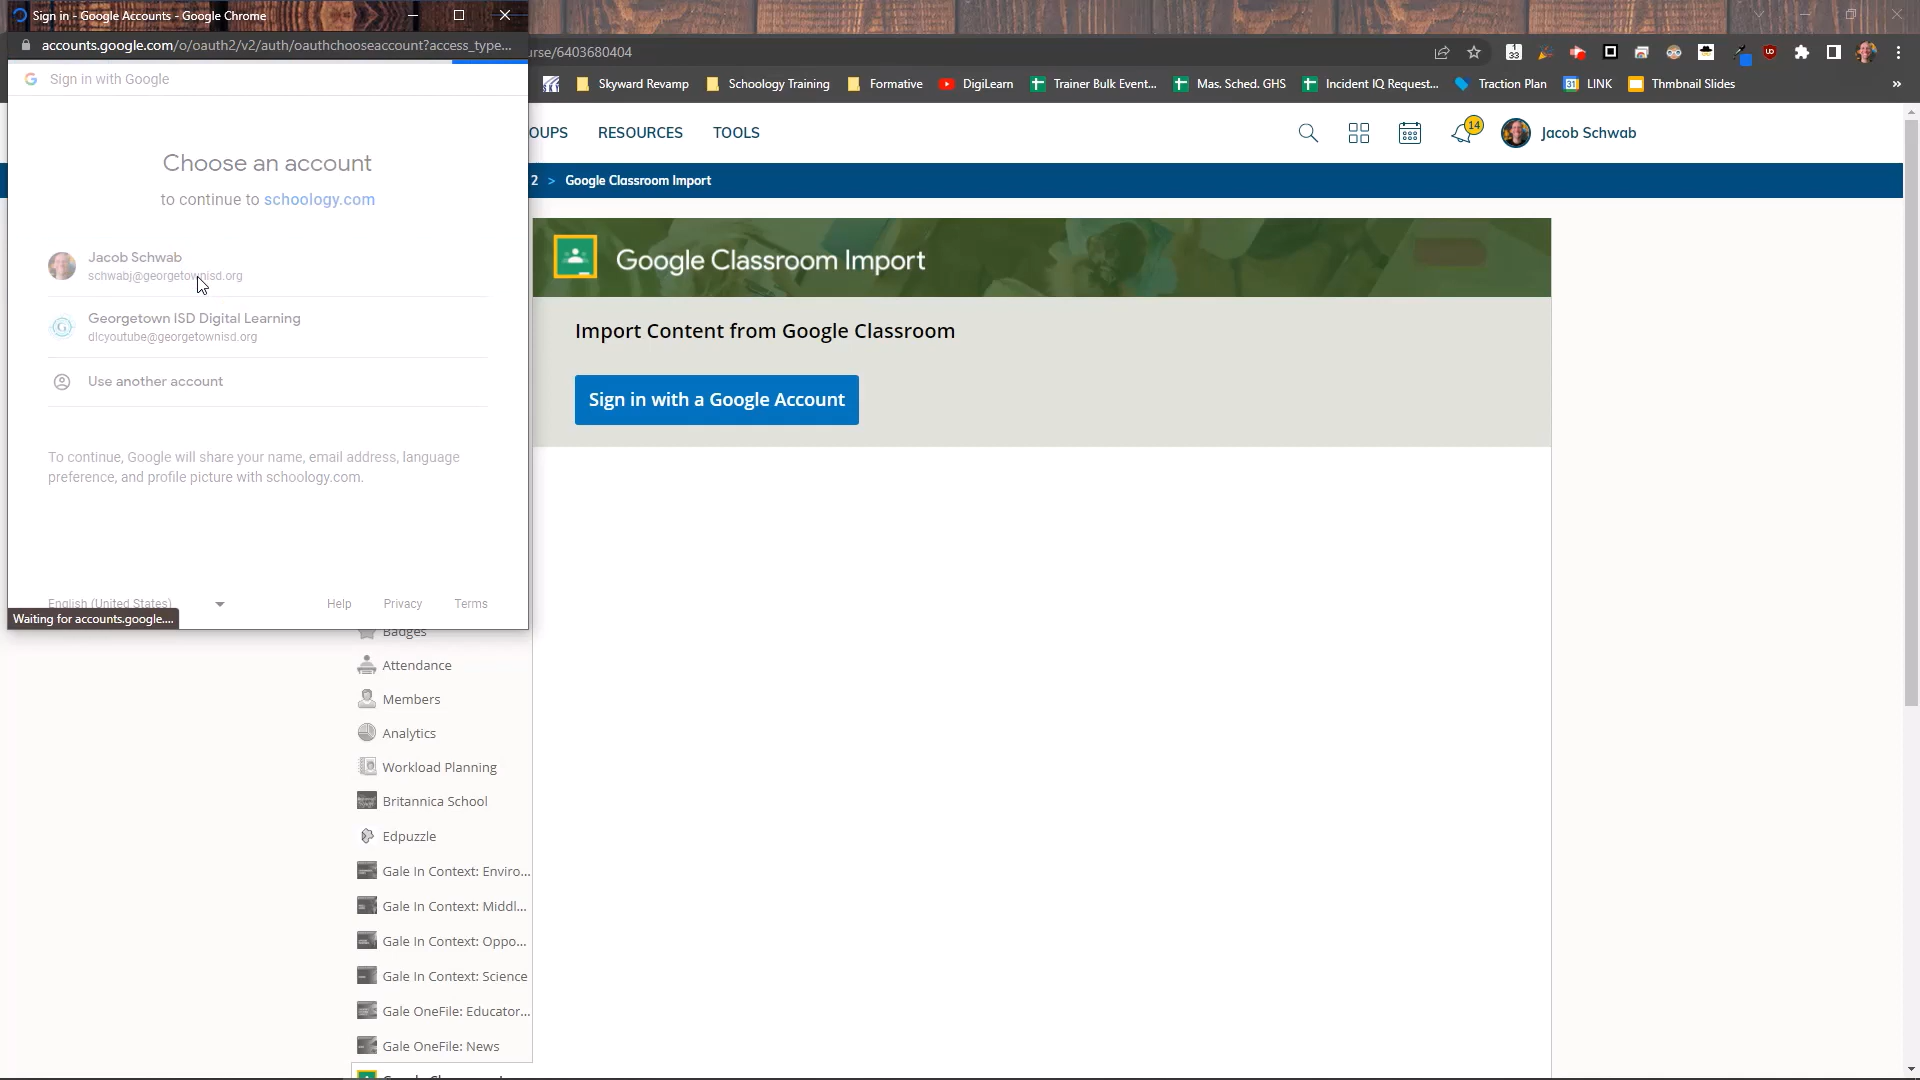 Sign in - Google Accounts - Google Chrome
accounts.google.com/o/oauth2/v2/auth/oauthchooseaccount?access_type...
urse/6403680404
1
33
Skyward Revamp
Schoology Training
Formative
DigiLearn
Trainer Bulk Event...
Mas. Sched. GHS
Incident IQ Request...
Traction Plan
31 LINK
Thmbnail Slides
»
Sign in with Google
OUPS
RESOURCES
TOOLS
14
Jacob Schwab
2 > Google Classroom Import
Choose an account
to continue to schoology.com
Jacob Schwab
schwabj@georgetownisd.org
Georgetown ISD Digital Learning
dlcyoutube@georgetownisd.org
Use another account
To continue, Google will share your name, email address, language
preference, and profile picture with schoology.com.
English (United States)
Help
Privacy
Terms
Waiting for accounts.google....
Google Classroom Import
Import Content from Google Classroom
Sign in with a Google Account
Badges
Attendance
Members
Analytics
Workload Planning
Britannica School
Edpuzzle
Gale In Context: Enviro...
Gale In Context: Middl...
Gale In Context: Oppo...
Gale In Context: Science
Gale OneFile: Educator...
Gale OneFile: News